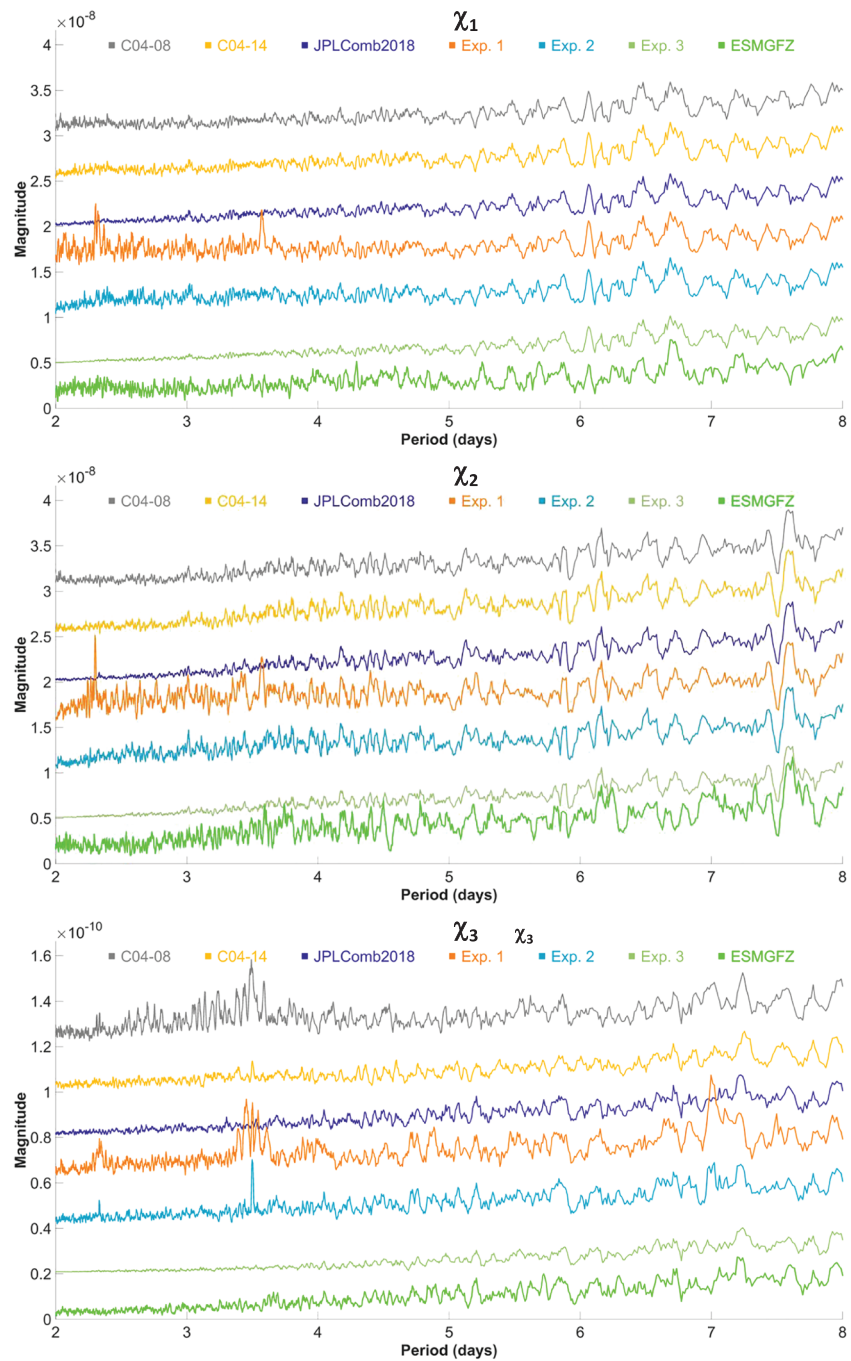 χ₁
×10⁻⁸
C04-08 C04-14 JPLComb2018 Exp. 1 Exp. 2 Exp. 3 ESMGFZ
4
3.5
3
2.5
2
1.5
1
0.5
0
Magnitude
2 3 4 5 6 7 8
Period (days)
χ₂
×10⁻⁸
C04-08 C04-14 JPLComb2018 Exp. 1 Exp. 2 Exp. 3 ESMGFZ
4
3.5
3
2.5
2
1.5
1
0.5
0
Magnitude
2 3 4 5 6 7 8
Period (days)
χ₃ χ₃
×10⁻¹⁰
C04-08 C04-14 JPLComb2018 Exp. 1 Exp. 2 Exp. 3 ESMGFZ
1.6
1.4
1.2
1
0.8
0.6
0.4
0.2
0
Magnitude
2 3 4 5 6 7 8
Period (days)